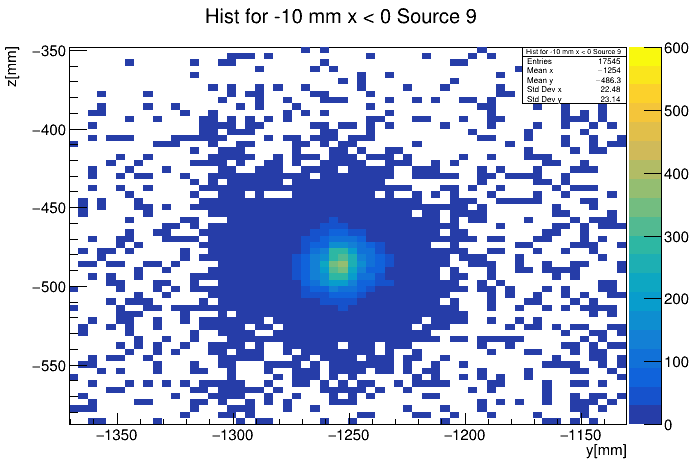 Hist for -10 mm x < 0 Source 9
z[mm]
Hist for -10 mm x < 0 Source 9
Entries 17545
Mean x −1254
Mean y −486.3
Std Dev x 22.48
Std Dev y 23.14
−350
−400
−450
−500
−550
−1350 −1300 −1250 −1200
y[mm]
600
500
400
300
200
100
0